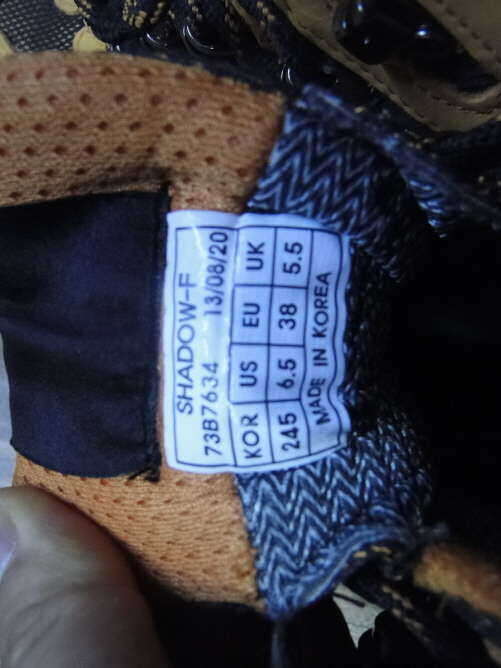 SHADOW-F
73B7634 13/08/20
KOR US EU UK
245 6.5 38 5.5
MADE IN KOREA